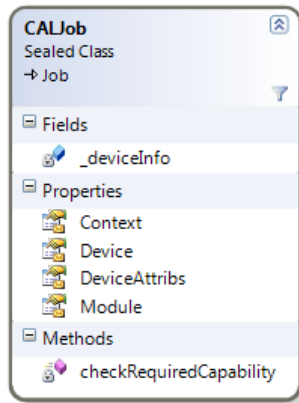 CALJob
Sealed Class
Job
Fields
_deviceInfo
Properties
Context
Device
DeviceAttribs
Module
Methods
checkRequiredCapability